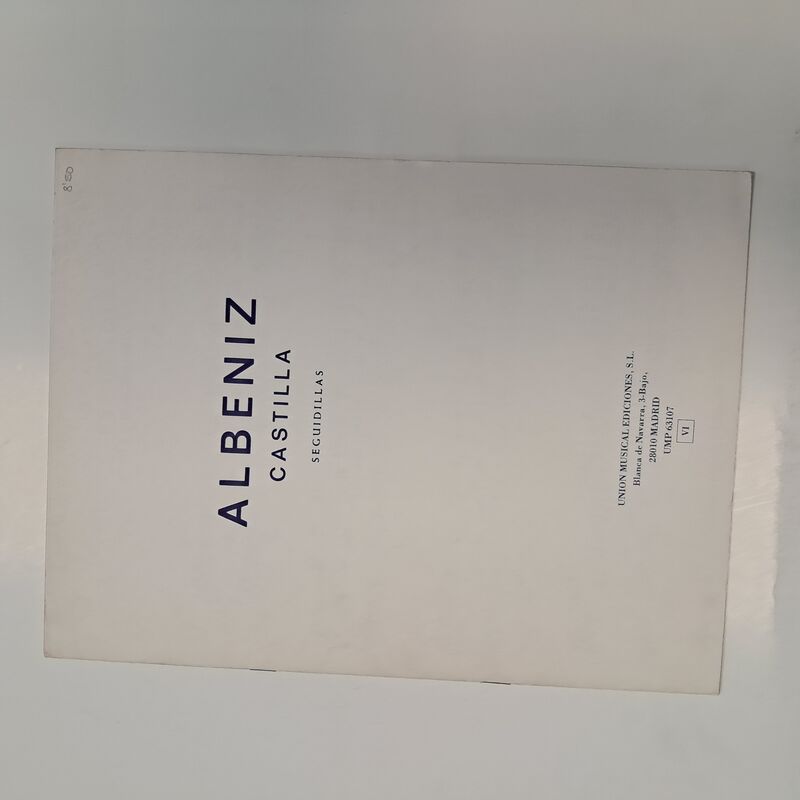 8'50
ALBENIZ
CASTILLA
SEGUIDILLAS
UNION MUSICAL EDICIONES, S.L.
Blanca de Navarra, 3-Bajo,
28010 MADRID
UMP 63107
VI